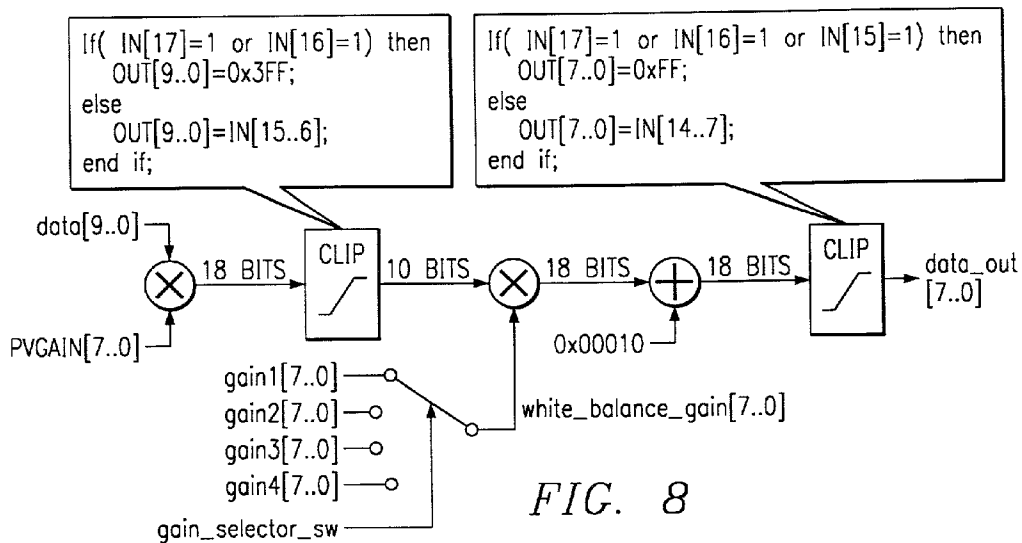 If( IN[17]=1 or IN[16]=1) then
OUT[9..0]=0x3FF;
else
OUT[9..0]=IN[15..6];
end if;
If( IN[17]=1 or IN[16]=1 or IN[15]=1) then
OUT[7..0]=0xFF;
else
OUT[7..0]=IN[14..7];
end if;
data[9..0]
18 BITS
CLIP
10 BITS
18 BITS
18 BITS
CLIP
data_out
[7..0]
PVGAIN[7..0]
0x00010
gain1[7..0]
gain2[7..0]
gain3[7..0]
gain4[7..0]
white_balance_gain[7..0]
gain_selector_sw
FIG. 8